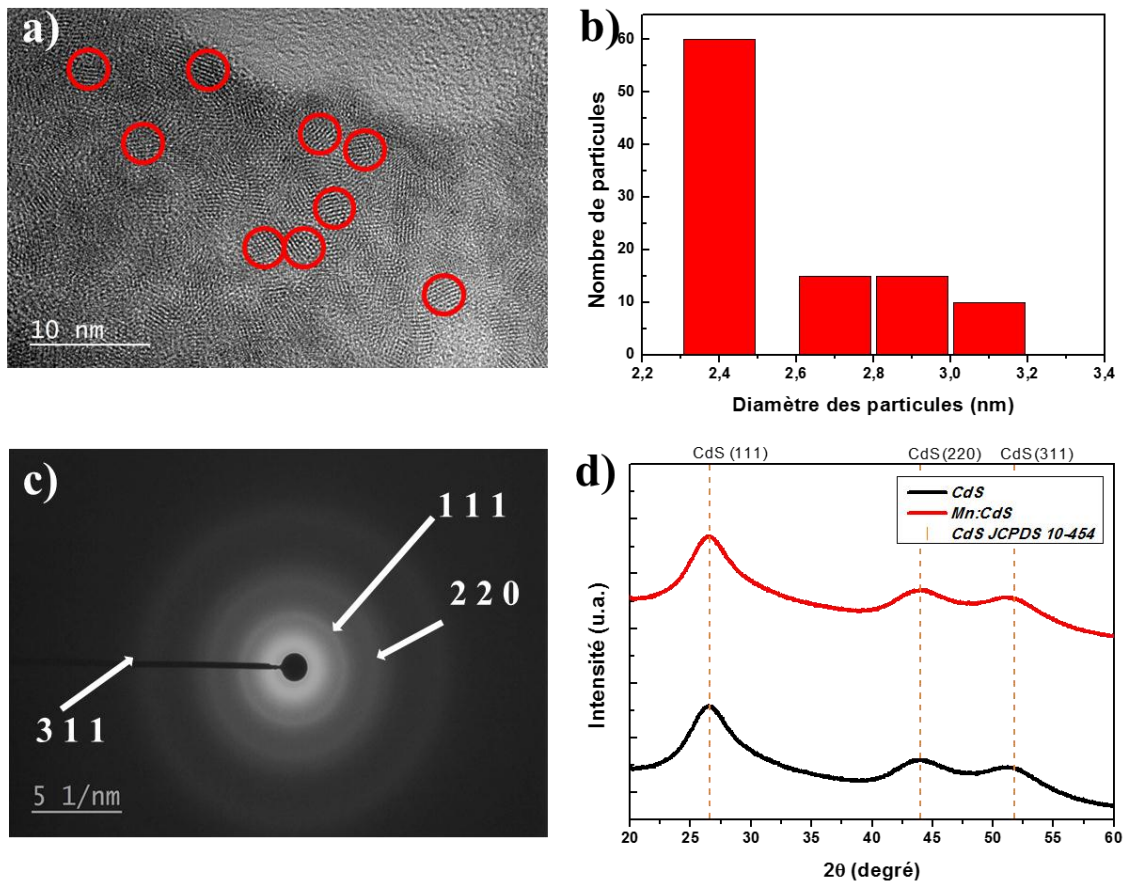 a)
10 nm
b)
Nombre de particules
60
50
40
30
20
10
0
2,2 2,4 2,6 2,8 3,0 3,2 3,4
Diamètre des particules (nm)
c)
1 1 1
2 2 0
3 1 1
5 1/nm
d)
CdS (111) CdS (220) CdS (311)
CdS
Mn:CdS
CdS JCPDS 10-454
Intensité (u.a.)
20 25 30 35 40 45 50 55 60
2θ (degré)